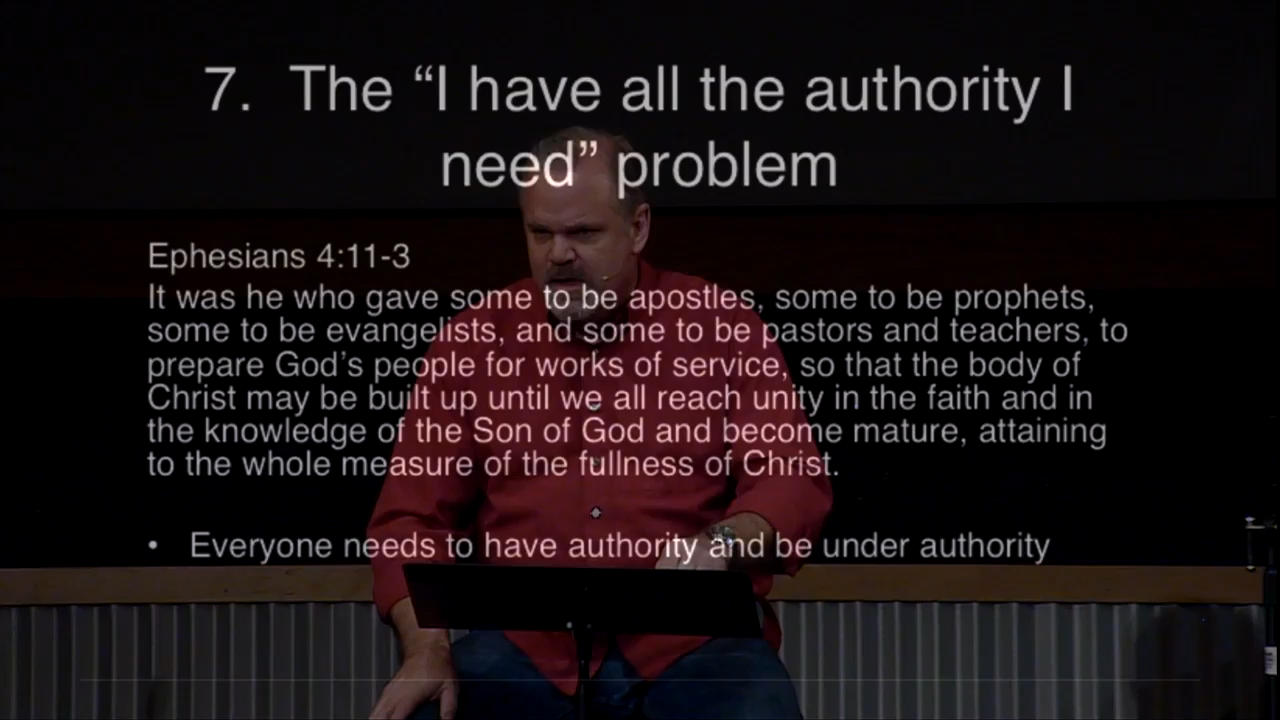 7. The “I have all the authority I
need” problem
Ephesians 4:11-3
It was he who gave some to be apostles, some to be prophets,
some to be evangelists, and some to be pastors and teachers, to
prepare God’s people for works of service, so that the body of
Christ may be built up until we all reach unity in the faith and in
the knowledge of the Son of God and become mature, attaining
to the whole measure of the fullness of Christ.
• Everyone needs to have authority and be under authority